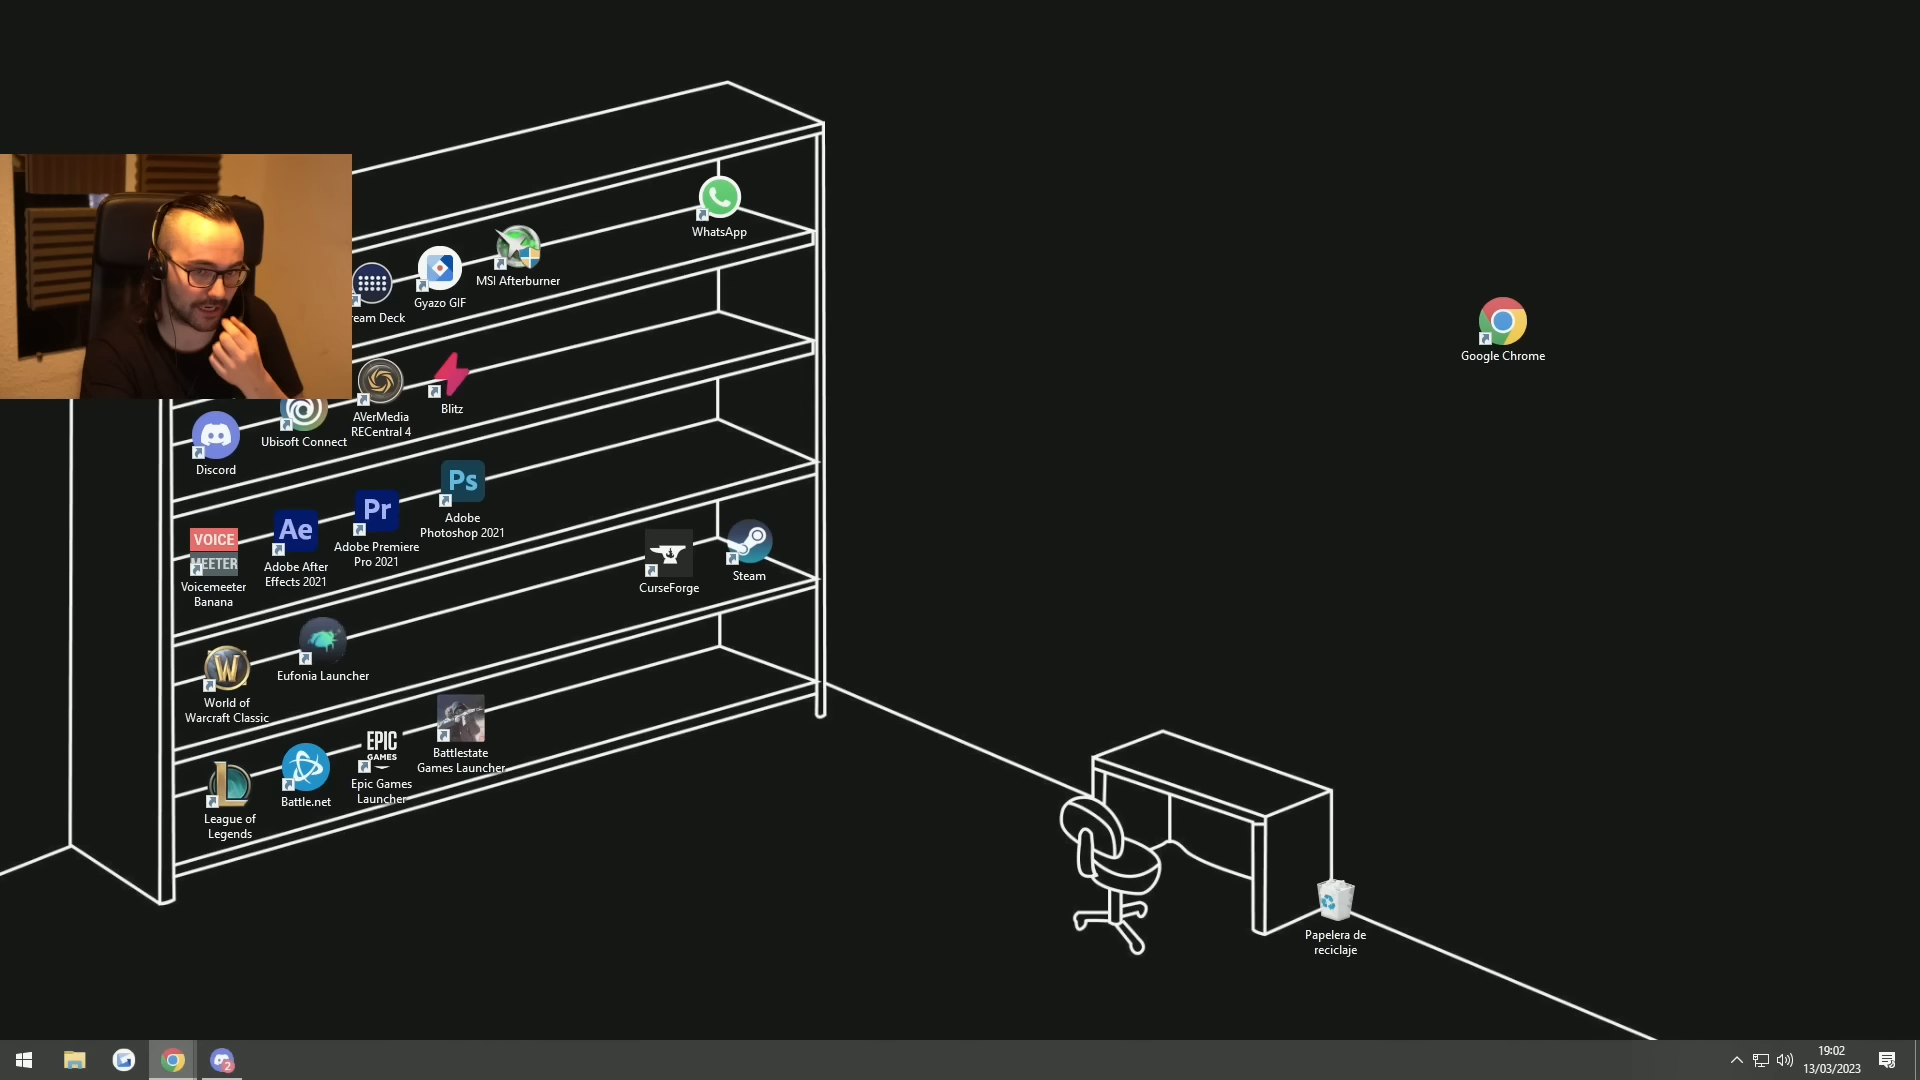 WhatsApp
MSI Afterburner
Gyazo GIF
ream Deck
Google Chrome
Blitz
AVerMedia
RECentral 4
Ubisoft Connect
Discord
Ps
Adobe
Photoshop 2021
Pr
Adobe Premiere
Pro 2021
Ae
Adobe After
Effects 2021
VOICE
MEETER
Voicemeeter
Banana
CurseForge
Steam
Eufonia Launcher
W
World of
Warcraft Classic
Battlestate
Games Launcher
EPIC
GAMES
Epic Games
Launcher
Battle.net
L
League of
Legends
Papelera de
reciclaje
2
19:02
13/03/2023